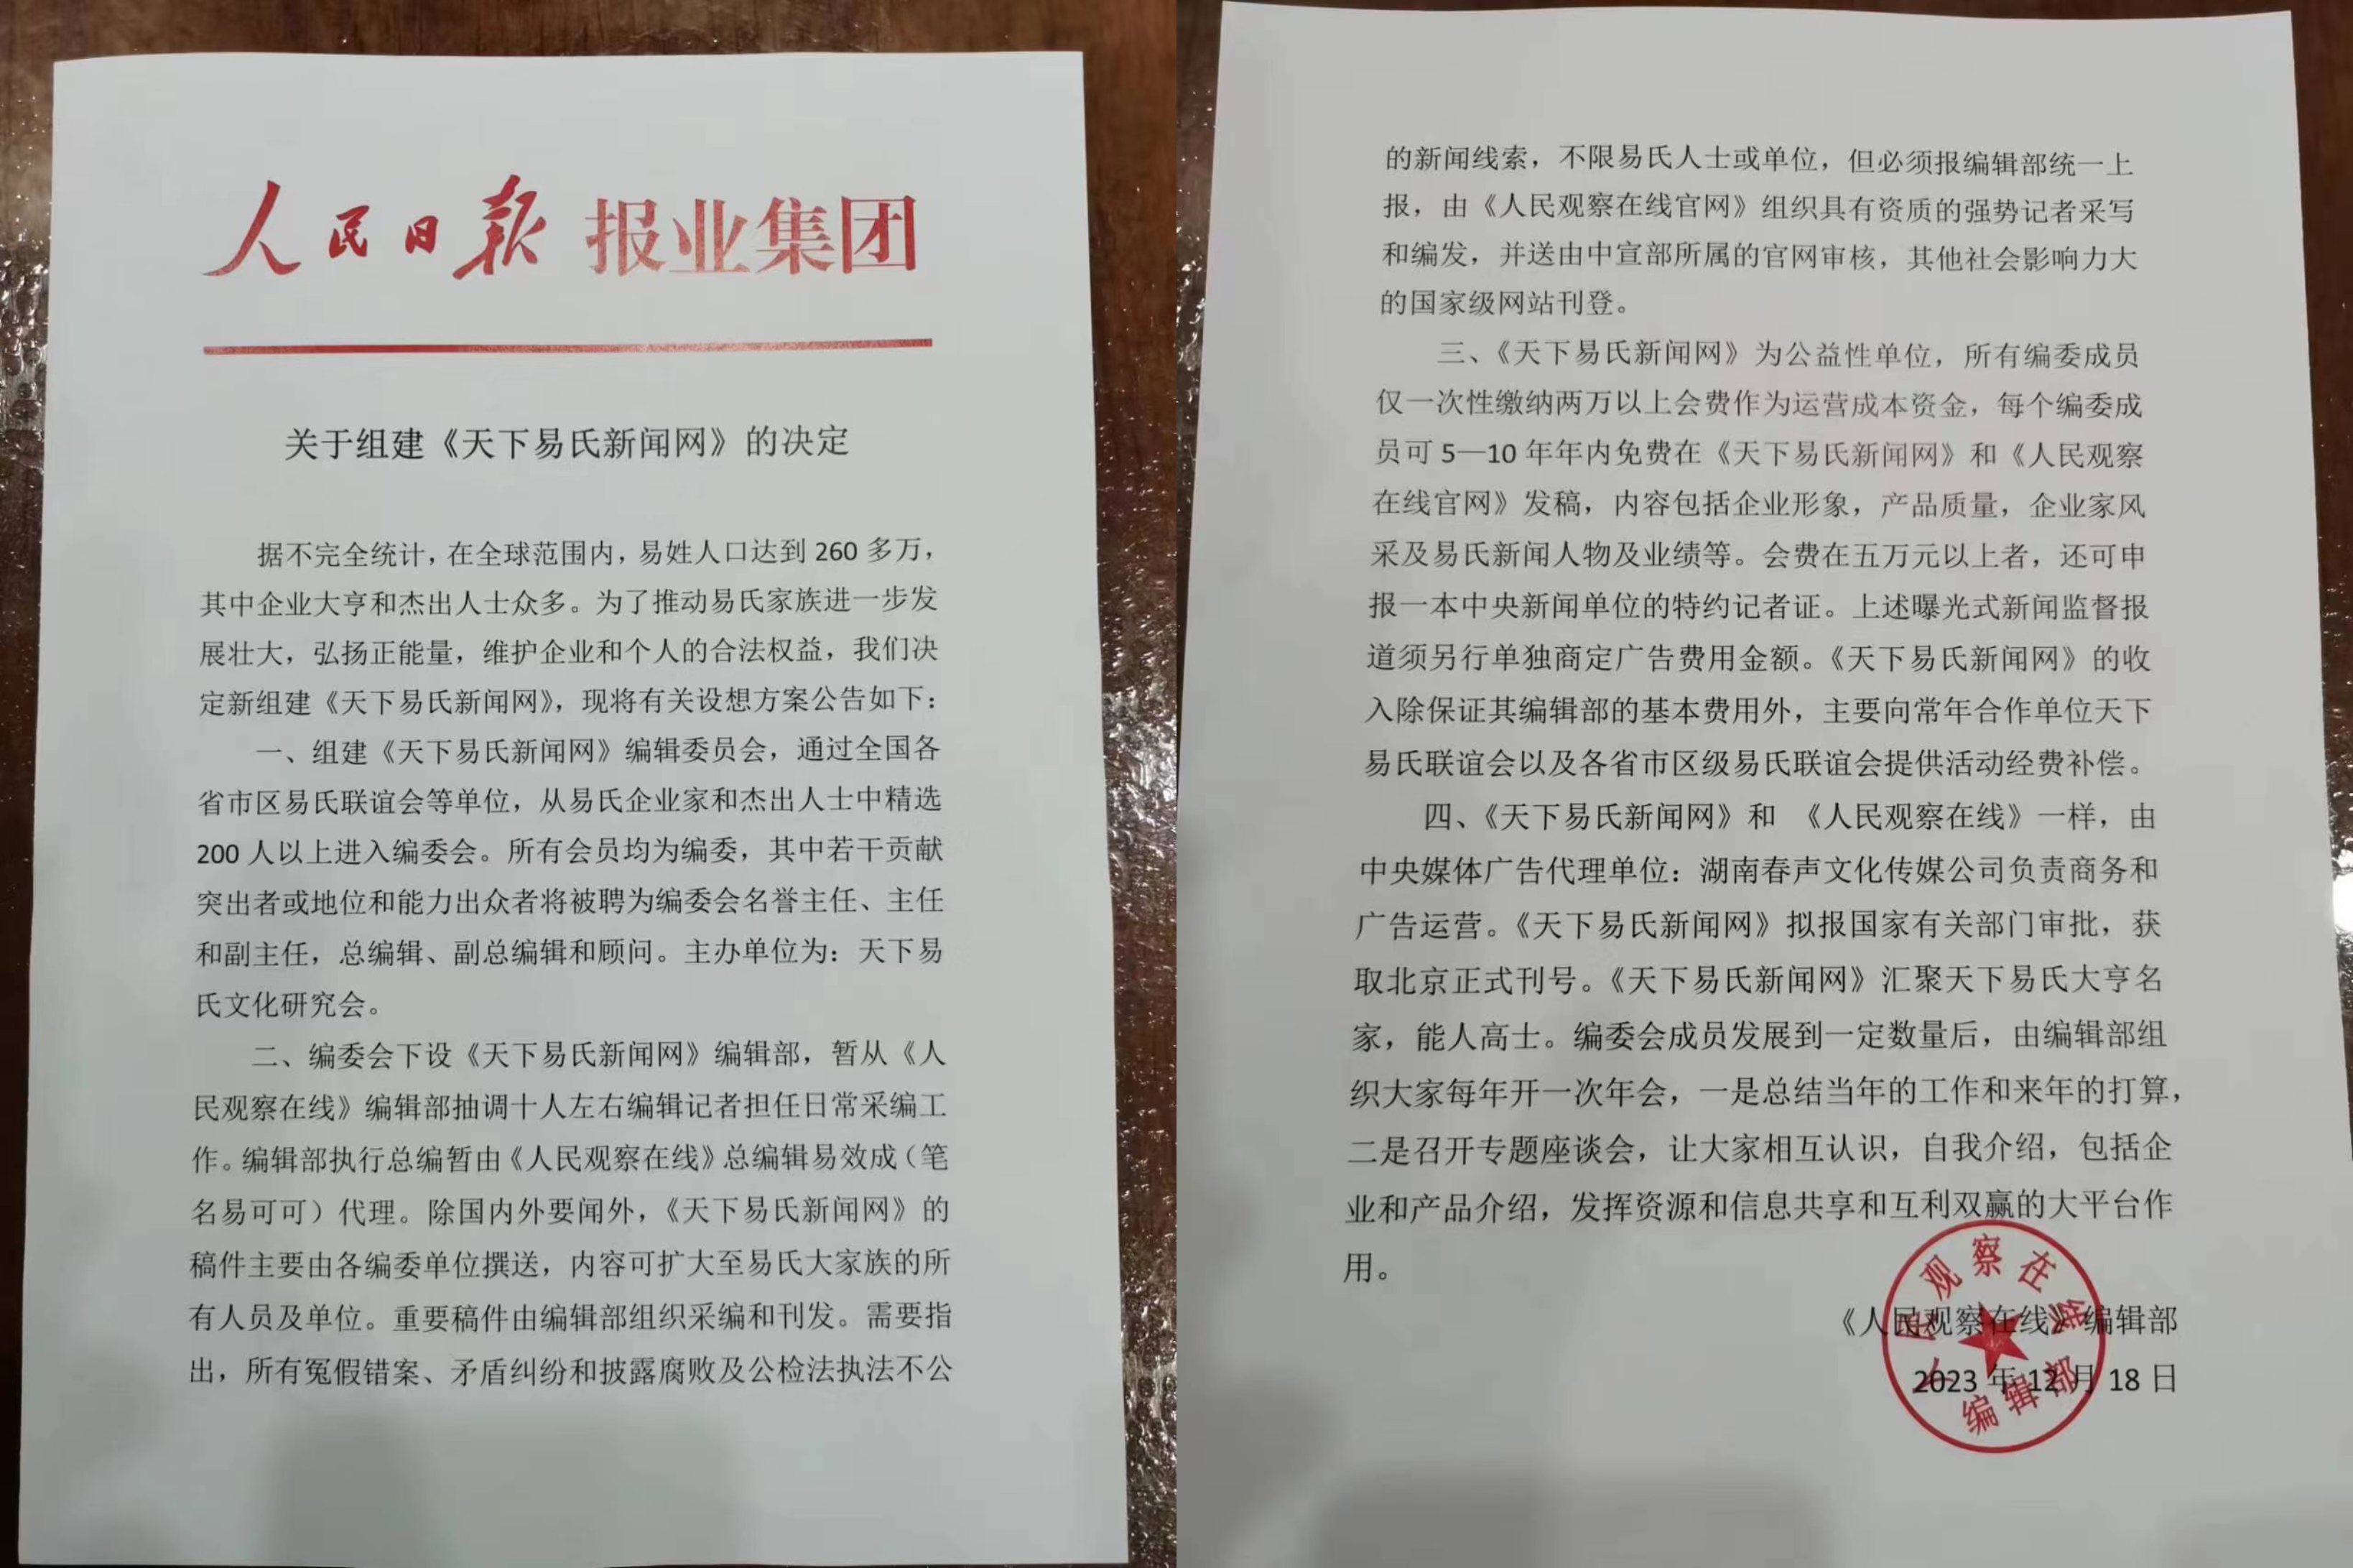 人民日报 报业集团
关于组建《天下易氏新闻网》的决定
据不完全统计，在全球范围内，易姓人口达到 260 多万，
其中企业大亨和杰出人士众多。为了推动易氏家族进一步发
展壮大，弘扬正能量，维护企业和个人的合法权益，我们决
定新组建《天下易氏新闻网》，现将有关设想方案公告如下：
一、组建《天下易氏新闻网》编辑委员会，通过全国各
省市区易氏联谊会等单位，从易氏企业家和杰出人士中精选
200 人以上进入编委会。所有会员均为编委，其中若干贡献
突出者或地位和能力出众者将被聘为编委会名誉主任、主任
和副主任，总编辑、副总编辑和顾问。主办单位为：天下易
氏文化研究会。
二、编委会下设《天下易氏新闻网》编辑部，暂从《人
民观察在线》编辑部抽调十人左右编辑记者担任日常采编工
作。编辑部执行总编暂由《人民观察在线》总编辑易效成（笔
名易可可）代理。除国内外要闻外，《天下易氏新闻网》的
稿件主要由各编委单位撰送，内容可扩大至易氏大家族的所
有人员及单位。重要稿件由编辑部组织采编和刊发。需要指
出，所有冤假错案、矛盾纠纷和披露腐败及公检法执法不公
的新闻线索，不限易氏人士或单位，但必须报编辑部统一上
报，由《人民观察在线官网》组织具有资质的强势记者采写
和编发，并送由中宣部所属的官网审核，其他社会影响力大
的国家级网站刊登。
三、《天下易氏新闻网》为公益性单位，所有编委成员
仅一次性缴纳两万以上会费作为运营成本资金，每个编委成
员可 5—10 年年内免费在《天下易氏新闻网》和《人民观察
在线官网》发稿，内容包括企业形象，产品质量，企业家风
采及易氏新闻人物及业绩等。会费在五万元以上者，还可申
报一本中央新闻单位的特约记者证。上述曝光式新闻监督报
道须另行单独商定广告费用金额。《天下易氏新闻网》的收
入除保证其编辑部的基本费用外，主要向常年合作单位天下
易氏联谊会以及各省市区级易氏联谊会提供活动经费补偿。
四、《天下易氏新闻网》和 《人民观察在线》一样，由
中央媒体广告代理单位：湖南春声文化传媒公司负责商务和
广告运营。《天下易氏新闻网》拟报国家有关部门审批，获
取北京正式刊号。《天下易氏新闻网》汇聚天下易氏大亨名
家，能人高士。编委会成员发展到一定数量后，由编辑部组
织大家每年开一次年会，一是总结当年的工作和来年的打算，
二是召开专题座谈会，让大家相互认识，自我介绍，包括企
业和产品介绍，发挥资源和信息共享和互利双赢的大平台作
用。
《人民观察在线》编辑部
2023 年 12 月 18 日
人民观察在线
编辑部